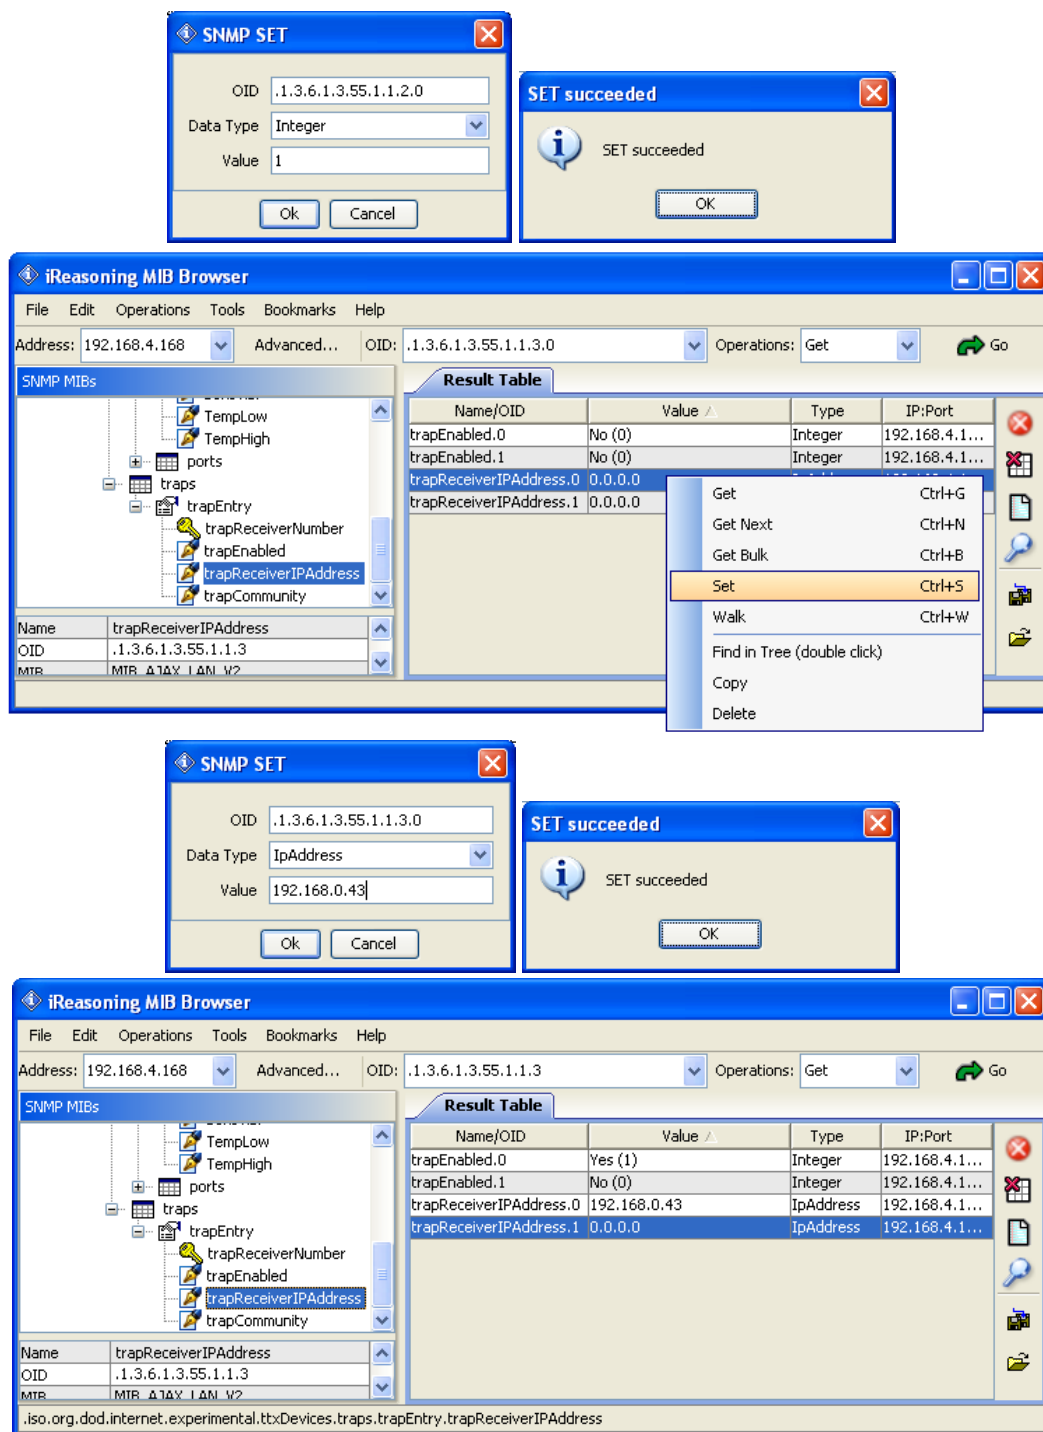 SNMP SET
OID .1.3.6.1.3.55.1.1.2.0
Data Type Integer
Value 1
Ok Cancel
SET succeeded
SET succeeded
OK
iReasoning MIB Browser
File Edit Operations Tools Bookmarks Help
Address: 192.168.4.168 Advanced... OID: .1.3.6.1.3.55.1.1.3.0 Operations: Get Go
SNMP MIBs
TempLow
TempHigh
ports
traps
trapEntry
trapReceiverNumber
trapEnabled
trapReceiverIPAddress
trapCommunity
Name trapReceiverIPAddress
OID .1.3.6.1.3.55.1.1.3
MIB MIB_AJAX_LAN_V2
Result Table
Name/OID Value Type IP:Port
trapEnabled.0 No (0) Integer 192.168.4.1...
trapEnabled.1 No (0) Integer 192.168.4.1...
trapReceiverIPAddress.0 0.0.0.0
trapReceiverIPAddress.1 0.0.0.0
Get Ctrl+G
Get Next Ctrl+N
Get Bulk Ctrl+B
Set Ctrl+S
Walk Ctrl+W
Find in Tree (double click)
Copy
Delete
SNMP SET
OID .1.3.6.1.3.55.1.1.3.0
Data Type IpAddress
Value 192.168.0.43
Ok Cancel
SET succeeded
SET succeeded
OK
iReasoning MIB Browser
File Edit Operations Tools Bookmarks Help
Address: 192.168.4.168 Advanced... OID: .1.3.6.1.3.55.1.1.3 Operations: Get Go
SNMP MIBs
TempLow
TempHigh
ports
traps
trapEntry
trapReceiverNumber
trapEnabled
trapReceiverIPAddress
trapCommunity
Name trapReceiverIPAddress
OID .1.3.6.1.3.55.1.1.3
MIB MIB_AJAX_LAN_V2
Result Table
Name/OID Value Type IP:Port
trapEnabled.0 Yes (1) Integer 192.168.4.1...
trapEnabled.1 No (0) Integer 192.168.4.1...
trapReceiverIPAddress.0 192.168.0.43 IpAddress 192.168.4.1...
trapReceiverIPAddress.1 0.0.0.0 IpAddress 192.168.4.1...
.iso.org.dod.internet.experimental.ttxDevices.traps.trapEntry.trapReceiverIPAddress